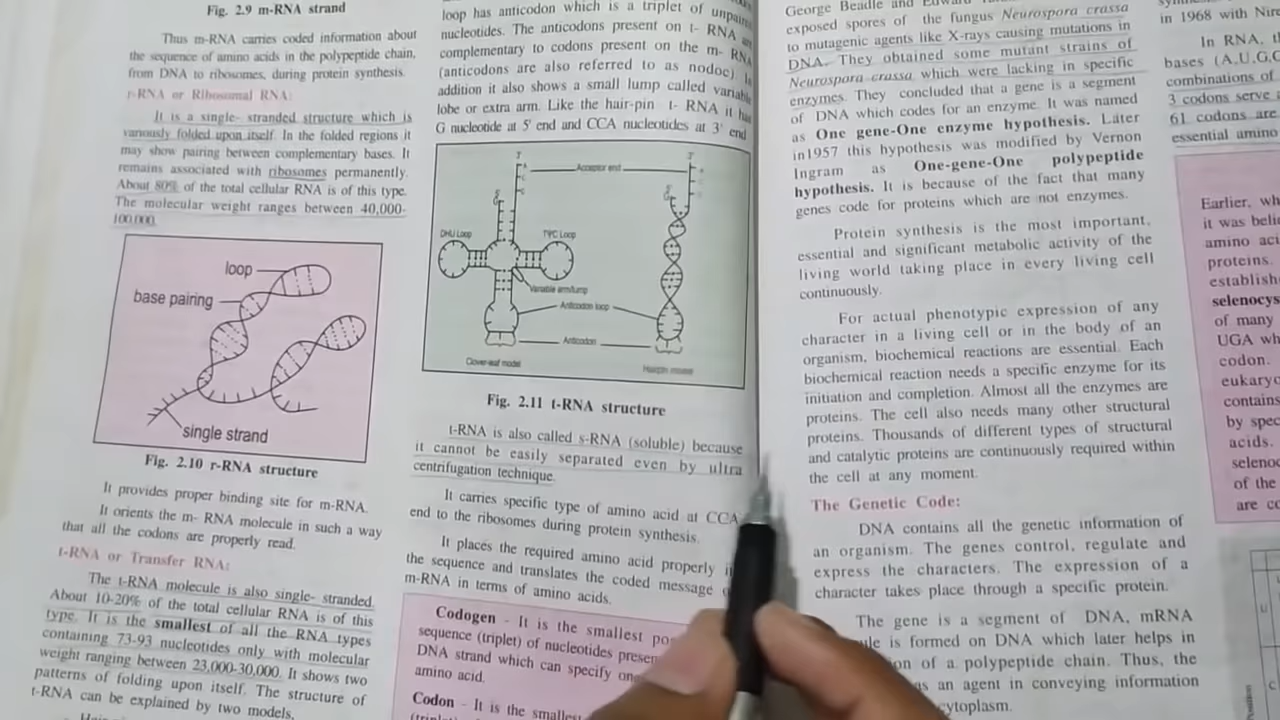 Fig. 2.9 m-RNA strand
Thus m-RNA carries coded information about
the sequence of amino acids in the polypeptide chain,
from DNA to ribosomes, during protein synthesis.
r-RNA or Ribosomal RNA:
It is a single- stranded structure which is
variously folded upon itself. In the folded regions it
may show pairing between complementary bases. It
remains associated with ribosomes permanently.
About 80% of the total cellular RNA is of this type.
The molecular weight ranges between 40,000-
100,000.
loop
base pairing
single strand
Fig. 2.10 r-RNA structure
It provides proper binding site for m-RNA.
It orients the m- RNA molecule in such a way
that all the codons are properly read.
t-RNA or Transfer RNA:
The t-RNA molecule is also single- stranded.
About 10-20% of the total cellular RNA is of this
type. It is the smallest of all the RNA types
containing 73-93 nucleotides only with molecular
weight ranging between 23,000-30,000. It shows two
patterns of folding upon itself. The structure of
t-RNA can be explained by two models,
loop has anticodon which is a triplet of
nucleotides. The anticodons present on t- RNA are
complementary to codons present on the m- RNA
(anticodons are also referred to as nodoc)
addition it also shows a small lump called variable
lobe or extra arm. Like the hair-pin t- RNA it has
G nucleotide at 5' end and CCA nucleotides at 3' end
3'
3'
Acceptor end
DHU Loop
TΨC Loop
Variable arm/lump
Anticodon loop
Anticodon
Clover-leaf model
Hairpin model
Fig. 2.11 t-RNA structure
t-RNA is also called s-RNA (soluble) because
it cannot be easily separated even by ultra
centrifugation technique.
It carries specific type of amino acid at CCA
end to the ribosomes during protein synthesis.
It places the required amino acid properly
the sequence and translates the coded message
m-RNA in terms of amino acids.
Codogen - It is the smallest
sequence (triplet) of nucleotides
DNA strand which can specify
amino acid.
Codon - It is the smallest
George Beadle and
exposed spores of the fungus Neurospora crassa
to mutagenic agents like X-rays causing mutations in
DNA. They obtained some mutant strains of
Neurospora crassa which were lacking in specific
enzymes. They concluded that a gene is a segment
of DNA which codes for an enzyme. It was named
as One gene-One enzyme hypothesis. Later
in1957 this hypothesis was modified by Vernon
Ingram as One-gene-One polypeptide
hypothesis. It is because of the fact that many
genes code for proteins which are not enzymes.
Protein synthesis is the most important,
essential and significant metabolic activity of the
living world taking place in every living cell
continuously.
For actual phenotypic expression of any
character in a living cell or in the body of an
organism, biochemical reactions are essential. Each
biochemical reaction needs a specific enzyme for its
initiation and completion. Almost all the enzymes are
proteins. The cell also needs many other structural
proteins. Thousands of different types of structural
and catalytic proteins are continuously required within
the cell at any moment.
The Genetic Code:
DNA contains all the genetic information of
an organism. The genes control, regulate and
express the characters. The expression of a
character takes place through a specific protein.
The gene is a segment of DNA, mRNA
is formed on DNA which later helps in
of a polypeptide chain. Thus, the
an agent in conveying information
cytoplasm.
in 1968 with
In RNA,
bases (A,U,G,C
combinations of
3 codons serve
61 codons are
essential amino
Earlier,
it was
amino
proteins.
of many
UGA
codon.
contains
by
acids.
of the
are